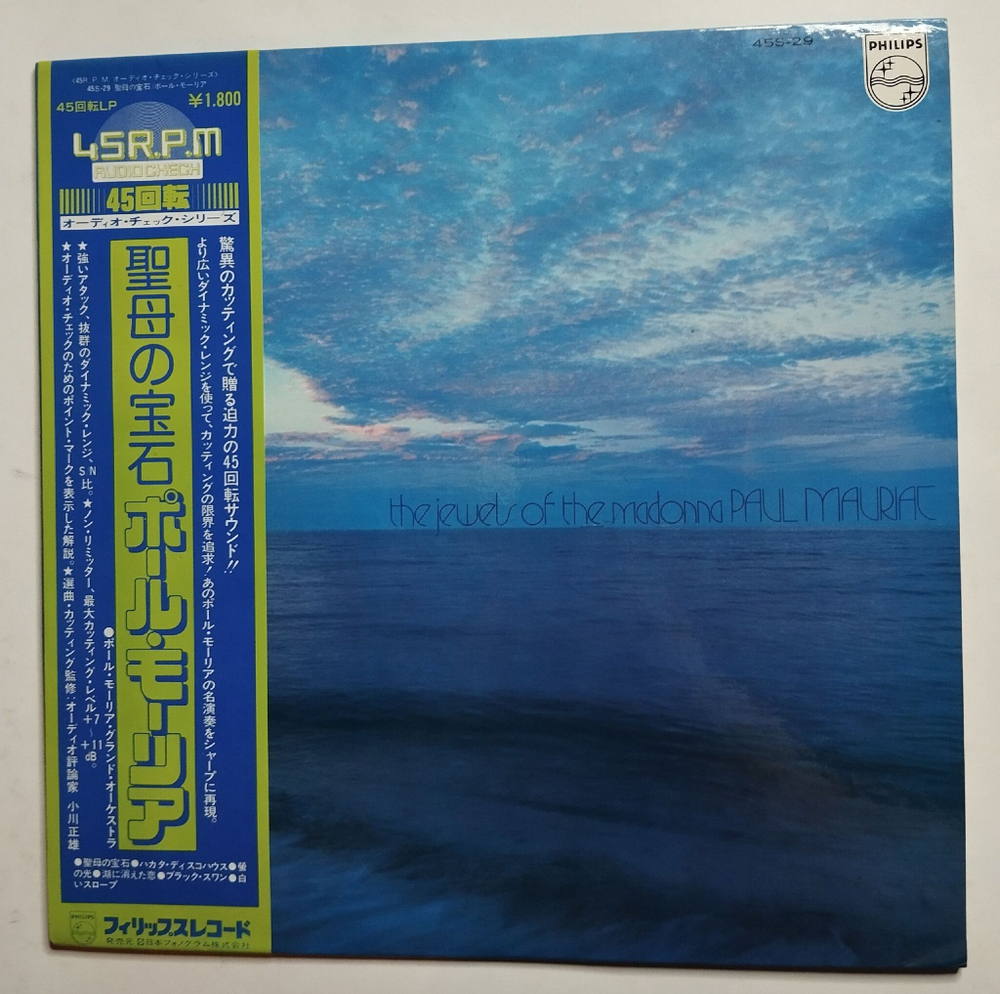 〈45R.P.M.オーディオ・チェック・シリーズ〉
45S-29 聖母の宝石 ポール・モーリア
45回転LP
¥1,800
45R.P.M
AUDIO CHECK
45回転
オーディオ・チェック・シリーズ
驚異のカッティングで贈る迫力の45回転サウンド!!
より広いダイナミック・レンジを使って、カッティングの限界を追求!あのポール・モーリアの名演奏をシャープに再現。
聖母の宝石 ポール・モーリア
●ポール・モーリア・グランド・オーケストラ
★強いアタック、抜群のダイナミック・レンジ、SN比。★ノン・リミッター、最大カッティング・レベル+7〜+11dB。
★オーディオ・チェックのためのポイント・マークを表示した解説。★選曲・カッティング監修:オーディオ評論家 小川正雄
●聖母の宝石●ハカタ・ディスコハウス●螢
の光●渚に消えた恋●ブラック・スワン●白
いスロープ
PHILIPS
フィリップスレコード
発売元 日本フォノグラム株式会社
45S-29
PHILIPS
the jewels of the madonna PAUL MAURIAT